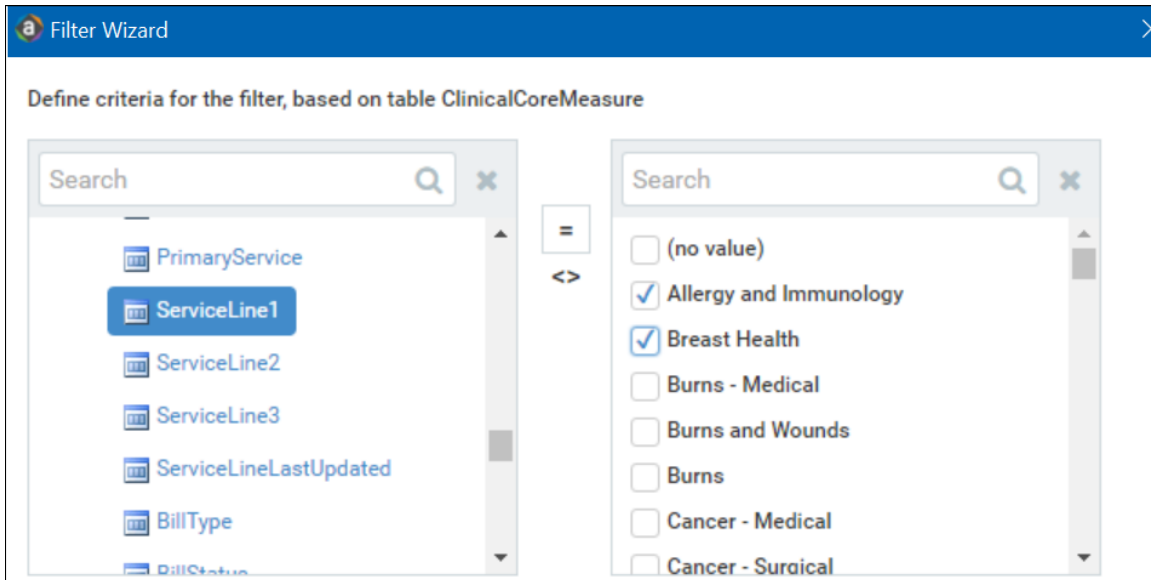 Filter Wizard
Define criteria for the filter, based on table ClinicalCoreMeasure
Search
PrimaryService
ServiceLine1
ServiceLine2
ServiceLine3
ServiceLineLastUpdated
BillType
BillStatus
=
<>
Search
(no value)
Allergy and Immunology
Breast Health
Burns - Medical
Burns and Wounds
Burns
Cancer - Medical
Cancer - Surgical